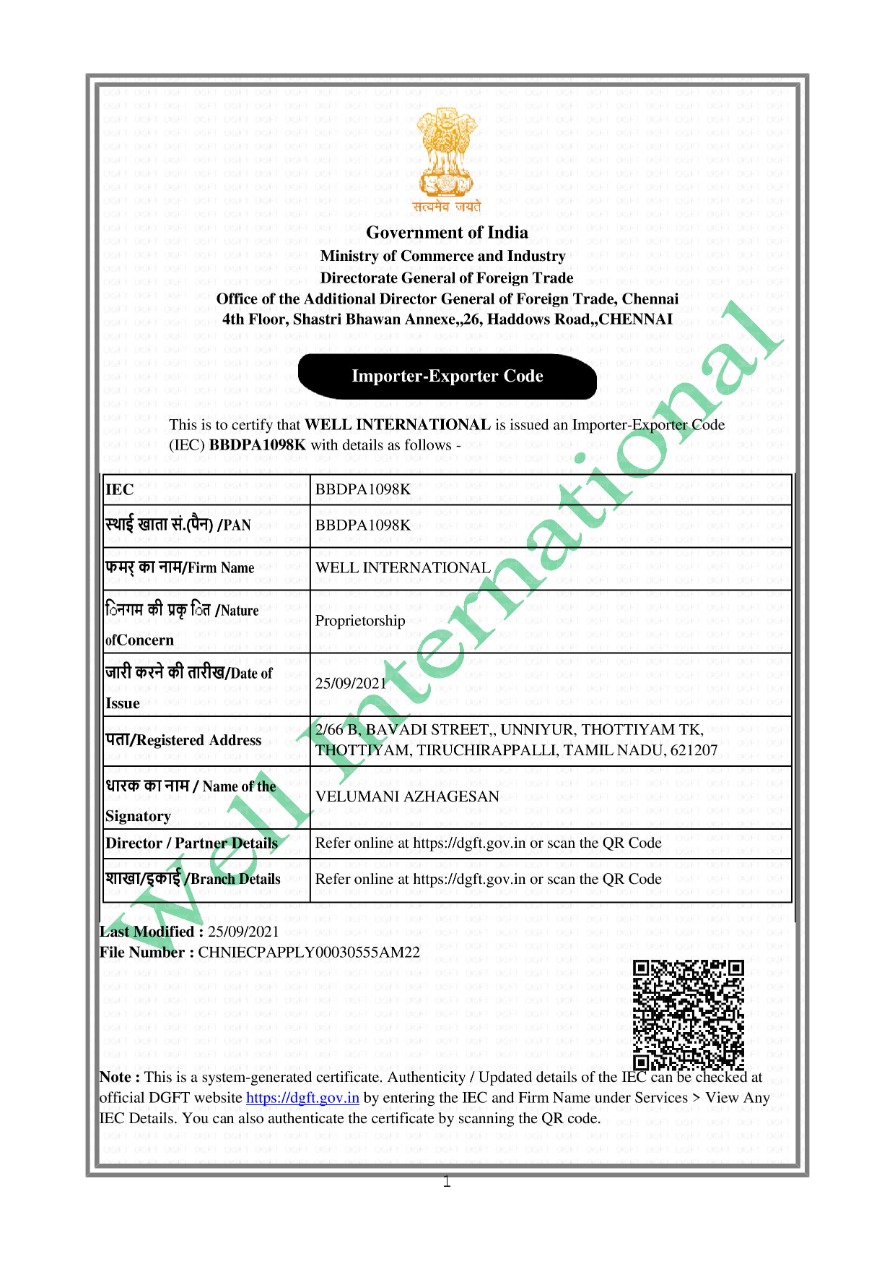 सत्यमेव जयते
Government of India
Ministry of Commerce and Industry
Directorate General of Foreign Trade
Office of the Additional Director General of Foreign Trade, Chennai
4th Floor, Shastri Bhawan Annexe,,26, Haddows Road,,CHENNAI
Importer-Exporter Code
This is to certify that WELL INTERNATIONAL is issued an Importer-Exporter Code
(IEC) BBDPA1098K with details as follows -
IEC BBDPA1098K
स्थाई खाता सं.(पैन) /PAN BBDPA1098K
फमर् का नाम/Firm Name WELL INTERNATIONAL
िनगम की प्रकृ ित /Nature
ofConcern
Proprietorship
जारी करने की तारीख/Date of
Issue
25/09/2021
पता/Registered Address
2/66 B, BAVADI STREET,, UNNIYUR, THOTTIYAM TK,
THOTTIYAM, TIRUCHIRAPPALLI, TAMIL NADU, 621207
धारक का नाम / Name of the
Signatory
VELUMANI AZHAGESAN
Director / Partner Details Refer online at https://dgft.gov.in or scan the QR Code
शाखा/इकाई /Branch Details Refer online at https://dgft.gov.in or scan the QR Code
Last Modified : 25/09/2021
File Number : CHNIECPAPPLY00030555AM22
Note : This is a system-generated certificate. Authenticity / Updated details of the IEC can be checked at
official DGFT website https://dgft.gov.in by entering the IEC and Firm Name under Services > View Any
IEC Details. You can also authenticate the certificate by scanning the QR code.
Well International
1